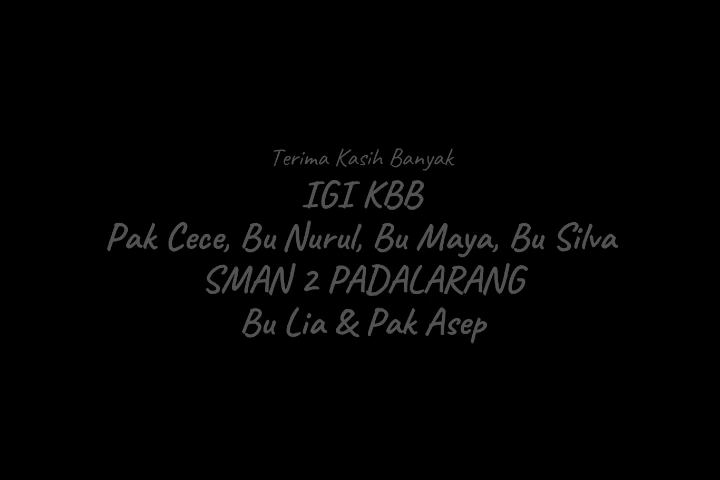 Terima Kasih Banyak
IGI KBB
Pak Cece, Bu Nurul, Bu Maya, Bu Silva
SMAN 2 PADALARANG
Bu Lia & Pak Asep